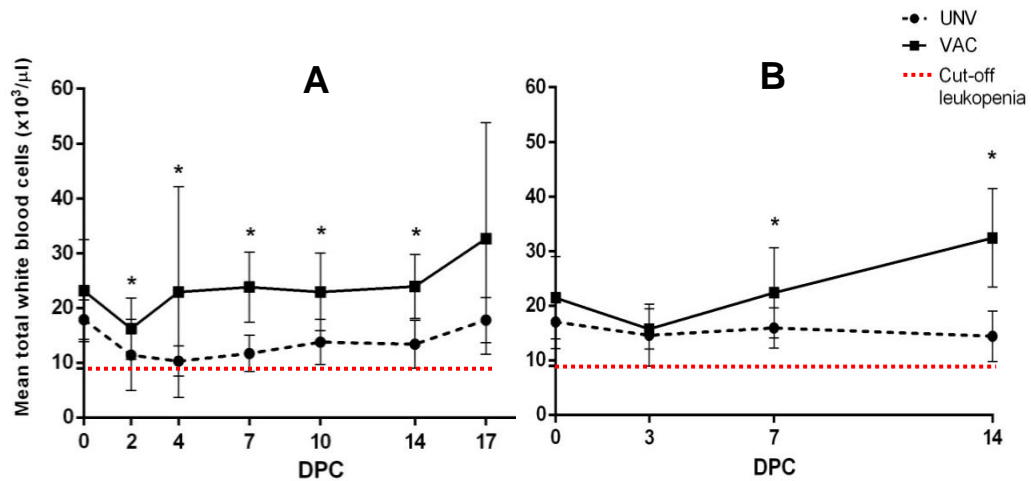 UNV
VAC
Cut-off
leukopenia
A
B
Mean total white blood cells (x10³/µl)
60
50
40
30
20
10
0
* * * * *
0 2 4 7 10 14 17
DPC
60
50
40
30
20
10
0
* *
0 3 7 14
DPC